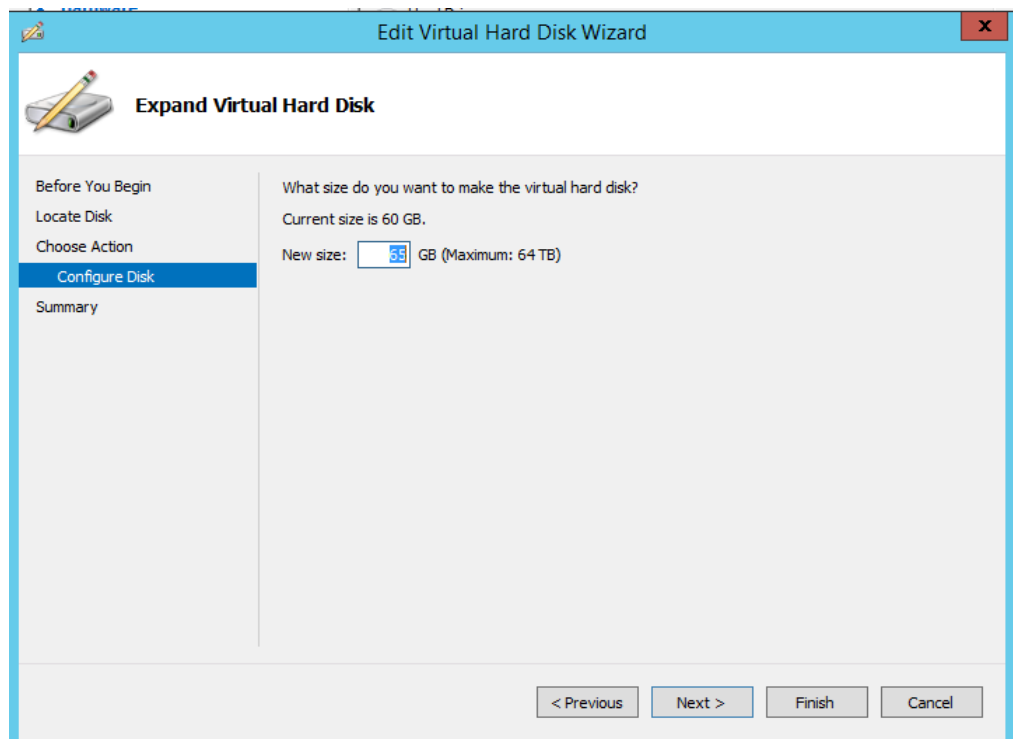 Edit Virtual Hard Disk Wizard
x
Expand Virtual Hard Disk
Before You Begin
Locate Disk
Choose Action
Configure Disk
Summary
What size do you want to make the virtual hard disk?
Current size is 60 GB.
New size: 65 GB (Maximum: 64 TB)
< Previous
Next >
Finish
Cancel